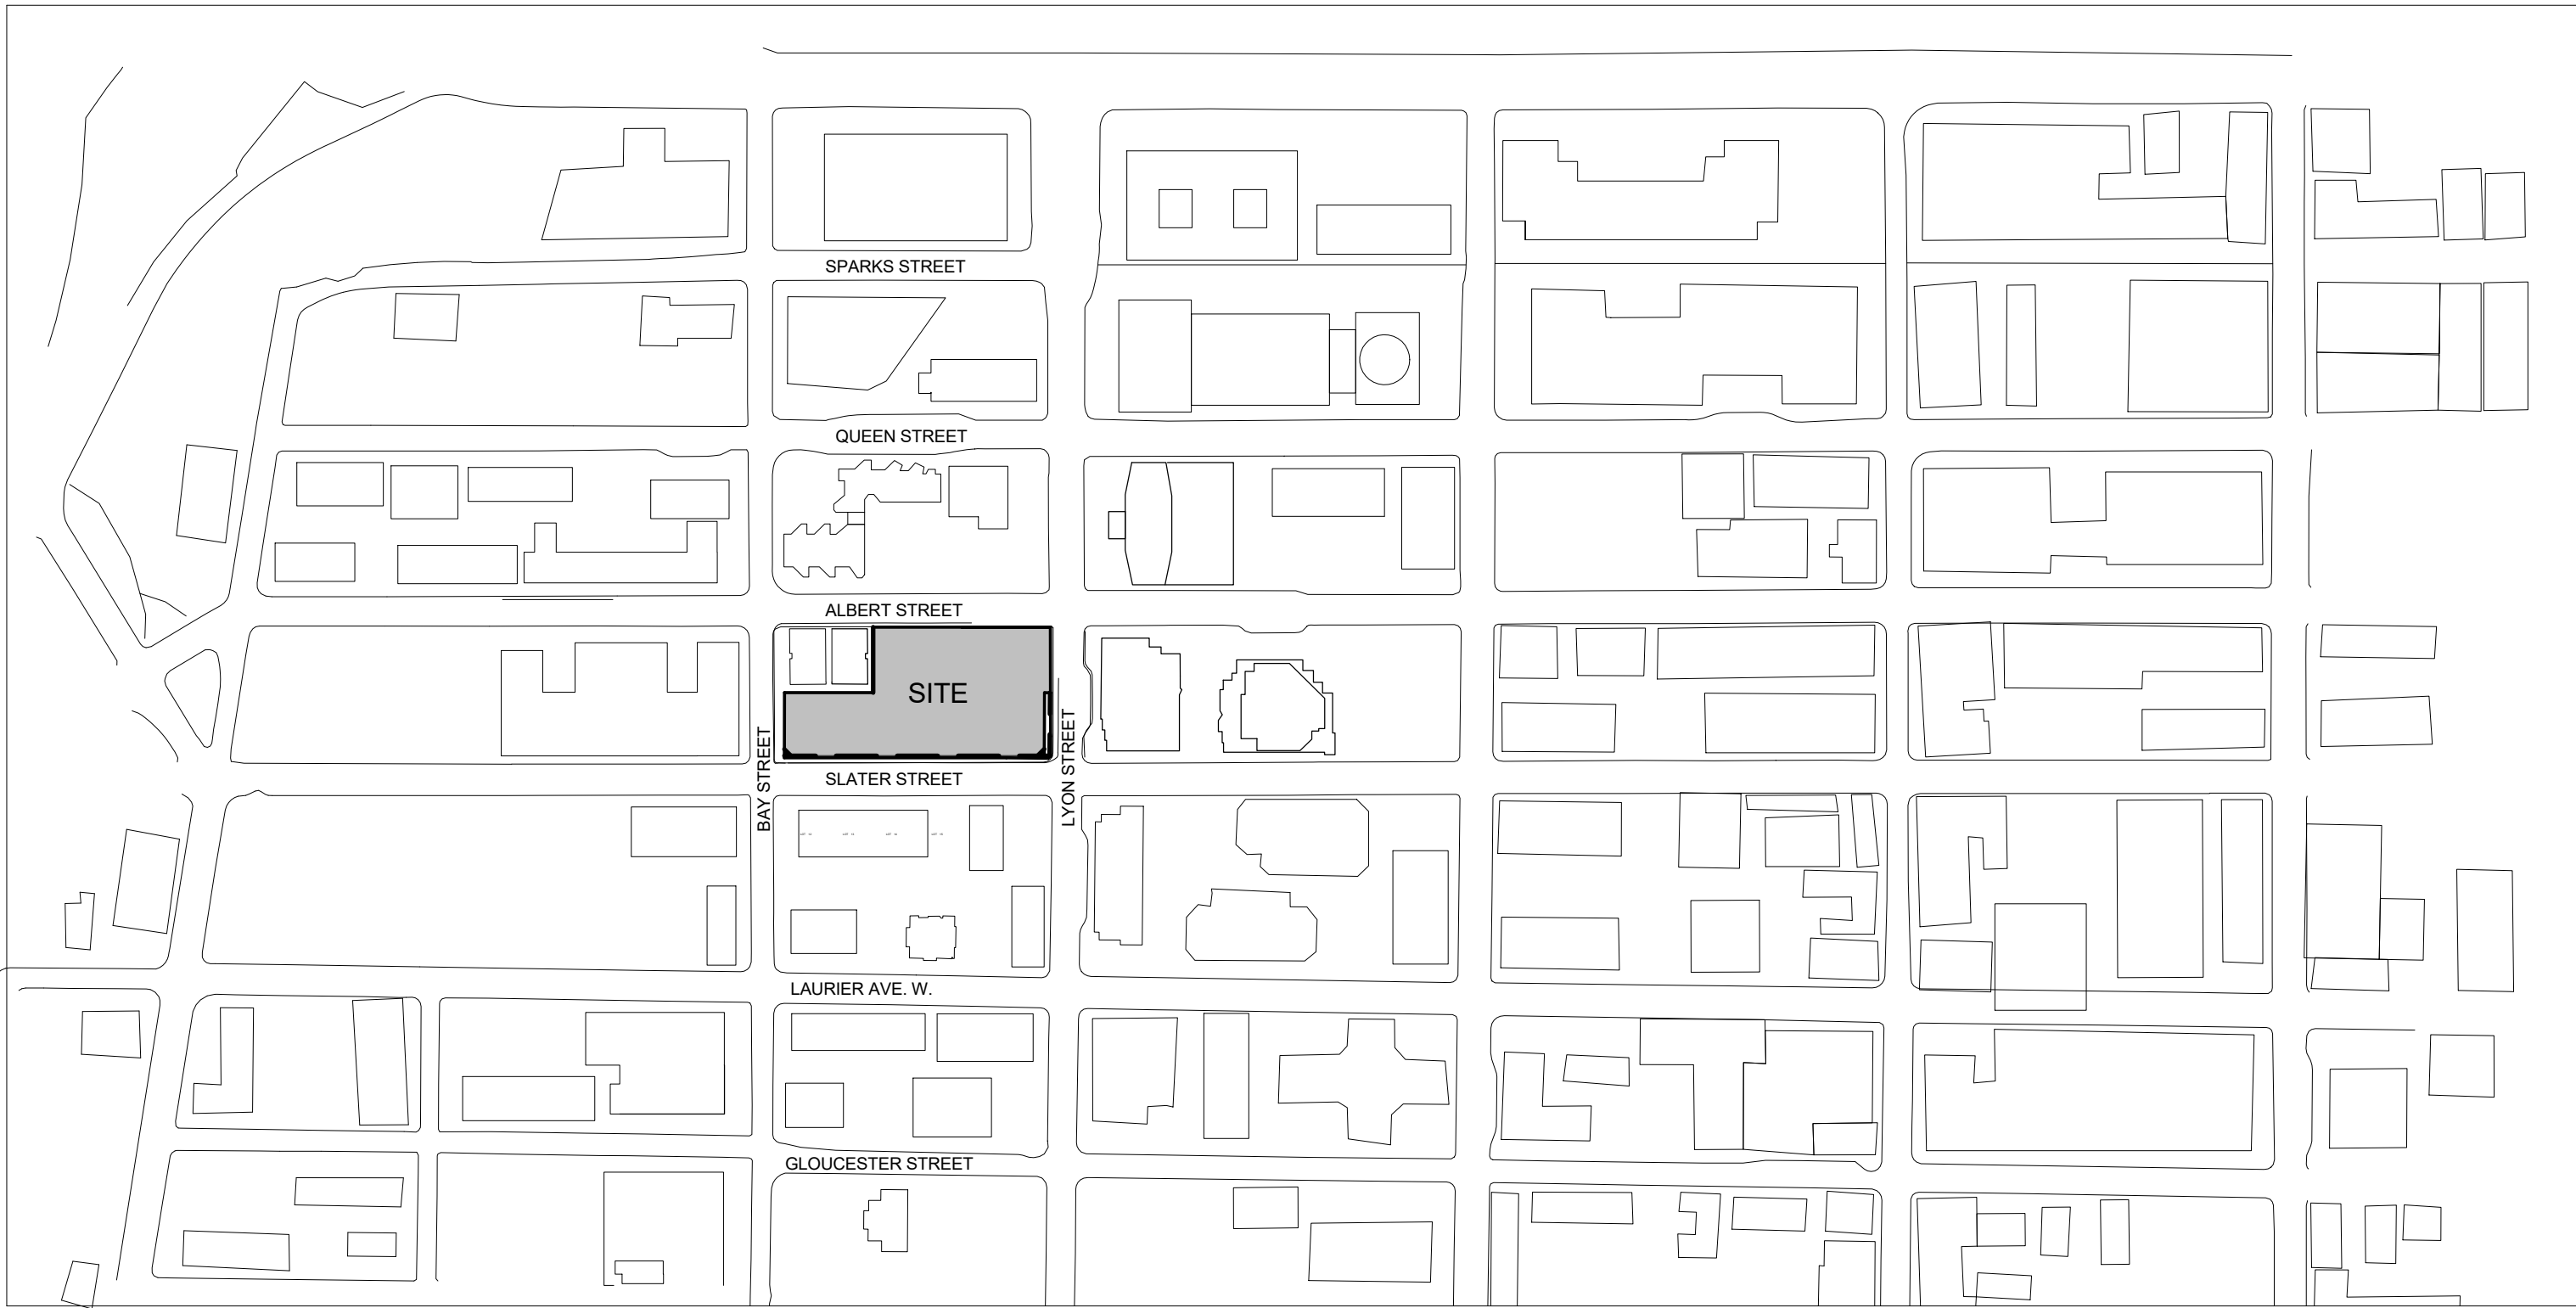 SPARKS STREET
QUEEN STREET
ALBERT STREET
SITE
BAY STREET
LYON STREET
SLATER STREET
LAURIER AVE. W.
GLOUCESTER STREET